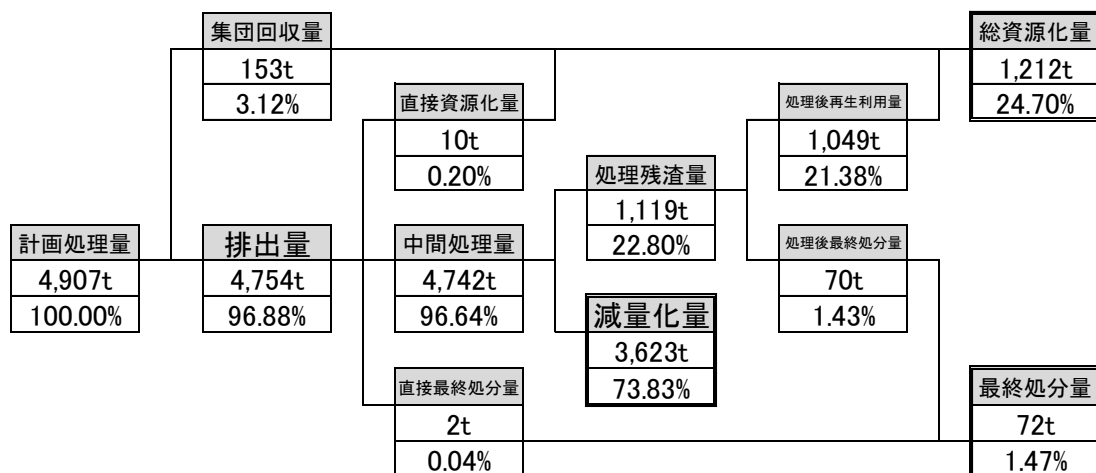 集団回収量
153t
3.12%
総資源化量
1,212t
24.70%
直接資源化量
10t
0.20%
処理後再生利用量
1,049t
21.38%
処理残渣量
1,119t
22.80%
計画処理量
4,907t
100.00%
排出量
4,754t
96.88%
中間処理量
4,742t
96.64%
処理後最終処分量
70t
1.43%
減量化量
3,623t
73.83%
直接最終処分量
2t
0.04%
最終処分量
72t
1.47%